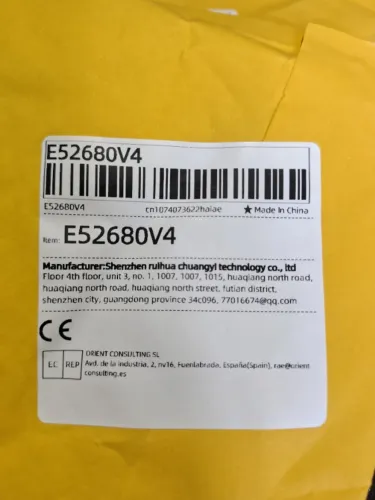 E52680V4
E52680V4 cn1074073622haiae ★ Made In China
Item: E52680V4
Manufacturer:Shenzhen ruihua chuangyi technology co., ltd
Floor 4th floor, unit 3, no. 1, 1007, 1007, 1015, huaqiang north road,
huaqiang north road, huaqiang north street, futian district,
shenzhen city, guangdong province 34c096, 77016674@qq.com
CE
EC REP
ORIENT CONSULTING SL
Avd. de la industria, 2, nv16, Fuenlabrada, España(Spain), rae@orient
consulting.es